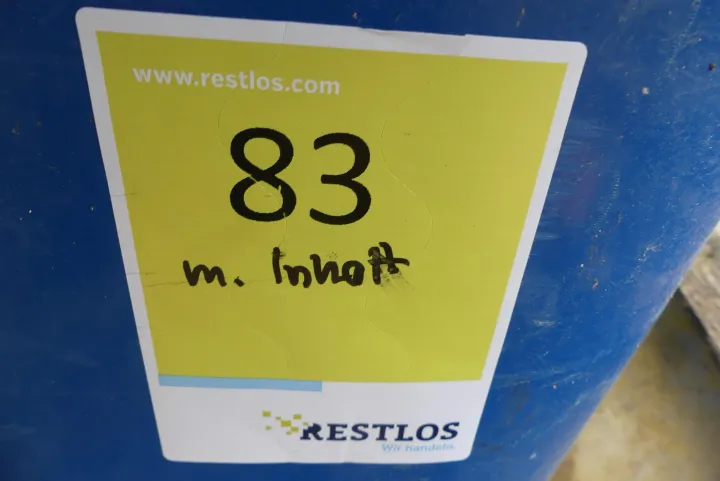 www.restlos.com
83
m. Inhalt
RESTLOS
Wir handeln.